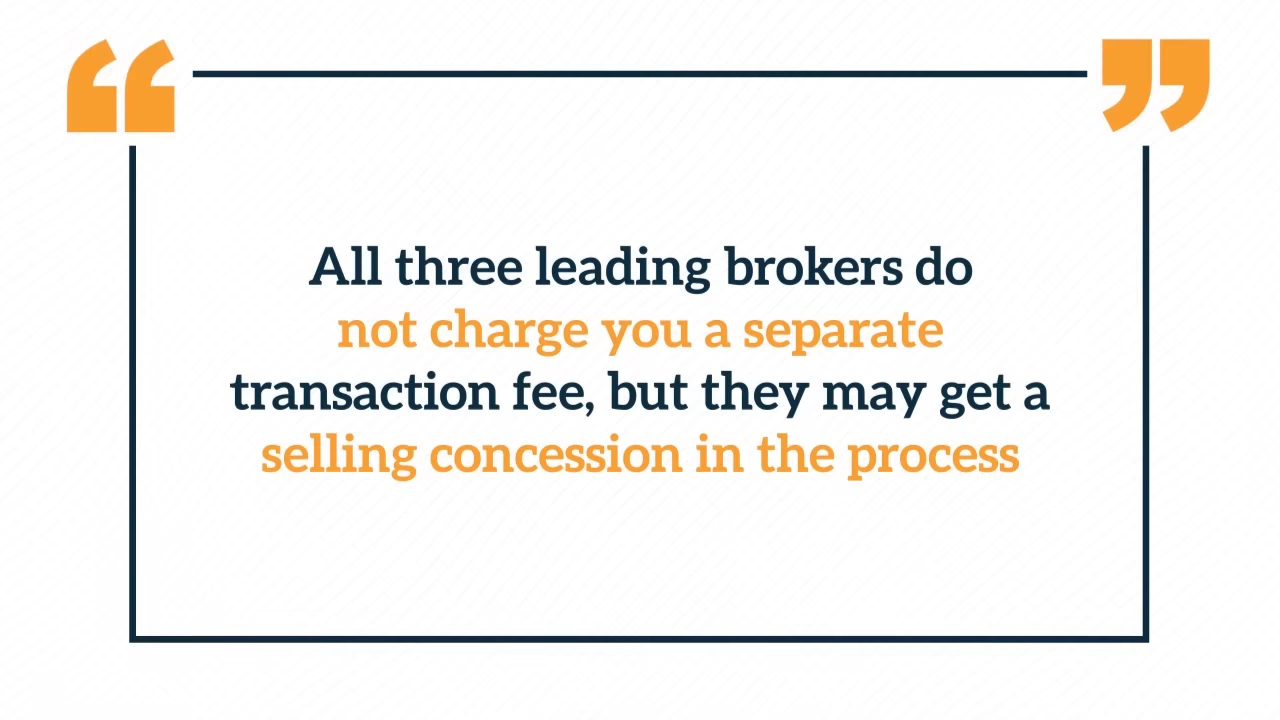 All three leading brokers do
not charge you a separate
transaction fee, but they may get a
selling concession in the process